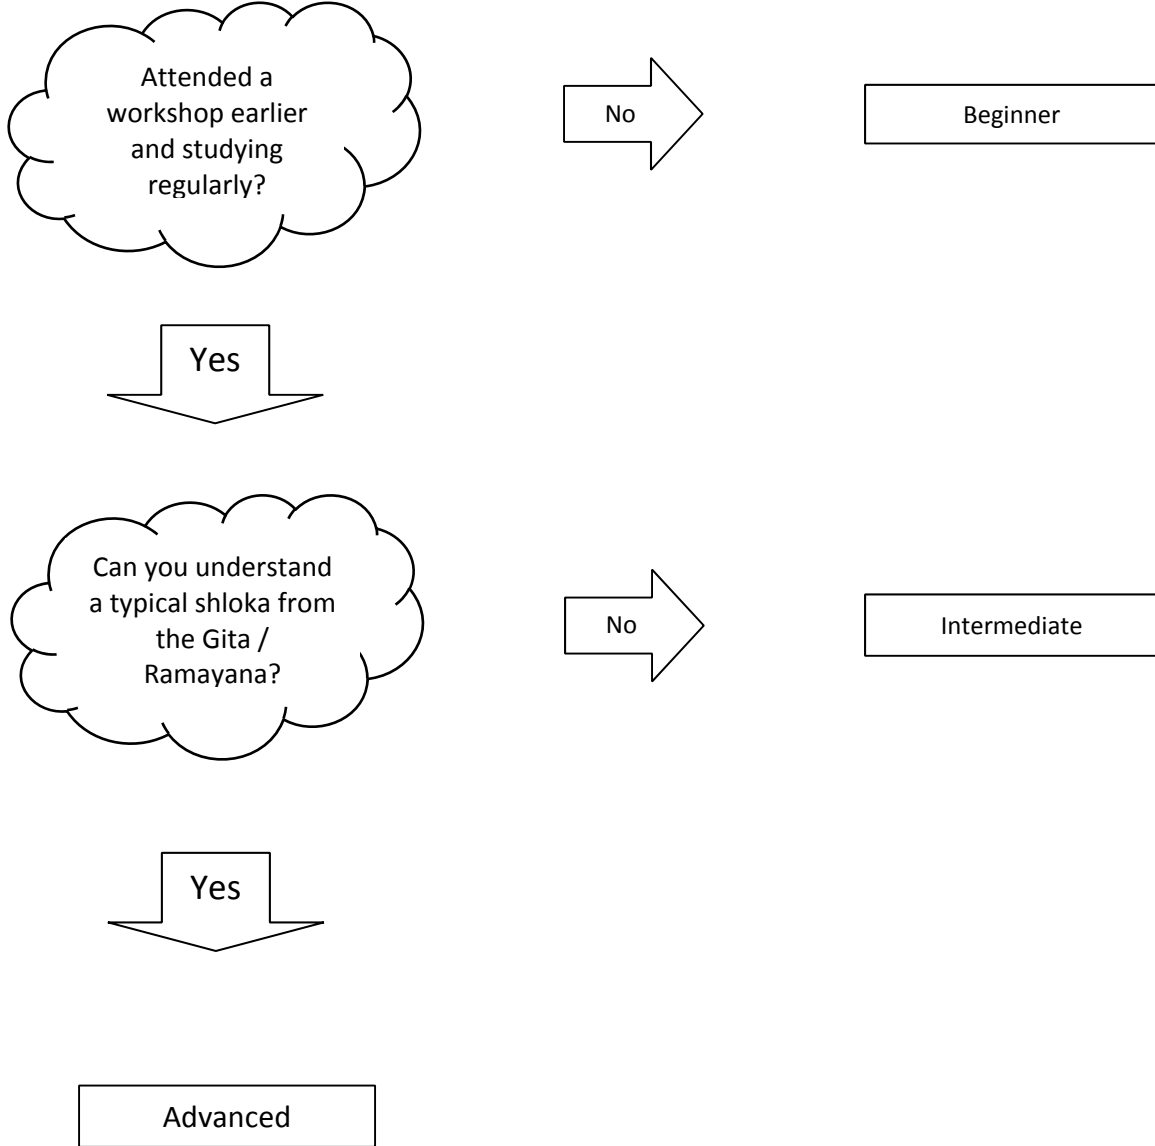 Attended a
workshop earlier
and studying
regularly?
No
Beginner
Yes
Can you understand
a typical shloka from
the Gita /
Ramayana?
No
Intermediate
Yes
Advanced